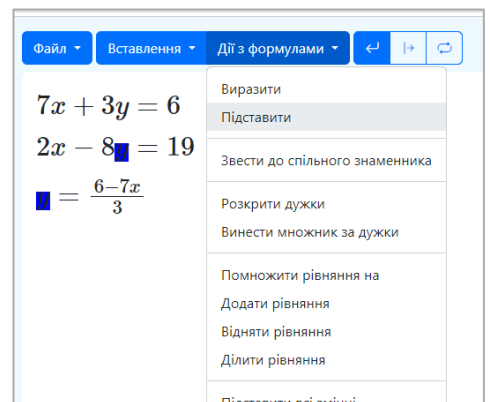 Файл Вставлення Дії з формулами
7x + 3y = 6
2x − 8y = 19
y = \frac{6−7x}{3}
Виразити
Підставити
Звести до спільного знаменника
Розкрити дужки
Винести множник за дужки
Помножити рівняння на
Додати рівняння
Відняти рівняння
Ділити рівняння